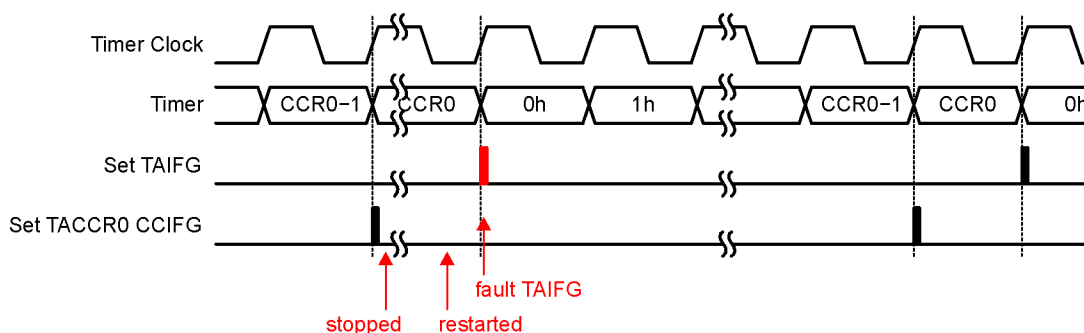 Timer Clock
Timer CCR0−1 CCR0 0h 1h CCR0−1 CCR0 0h
Set TAIFG
Set TACCR0 CCIFG
fault TAIFG
stopped restarted